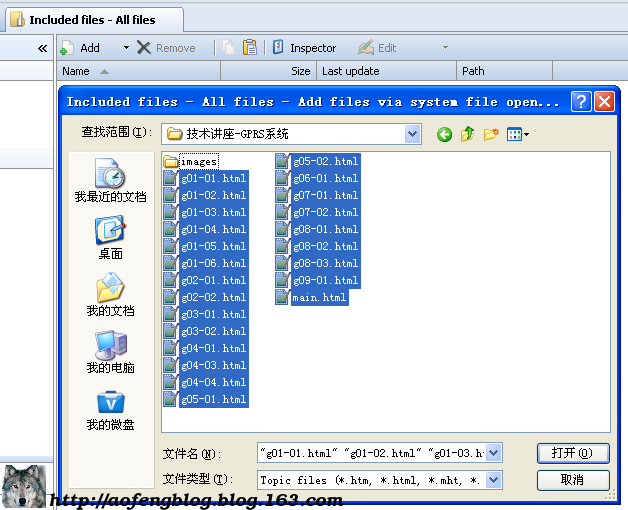 Included files - All files
«
Add
Remove
Inspector
Edit
Name
Size
Last update
Path
Included files - All files - Add files via system file open...
查找范围(I):
技术讲座-GPRS系统
我最近的文档
桌面
我的文档
我的电脑
我的微盘
images
g01-01.html
g01-02.html
g01-03.html
g01-04.html
g01-05.html
g01-06.html
g02-01.html
g02-02.html
g03-01.html
g03-02.html
g04-01.html
g04-03.html
g04-04.html
g05-01.html
g05-02.html
g06-01.html
g07-01.html
g07-02.html
g08-01.html
g08-02.html
g08-03.html
g09-01.html
main.html
文件名(N):
"g01-01.html" "g01-02.html" "g01-03.h
打开(O)
文件类型(T):
Topic files (*.htm, *.html, *.mht, *.
取消
http://aofengblog.blog.163.com